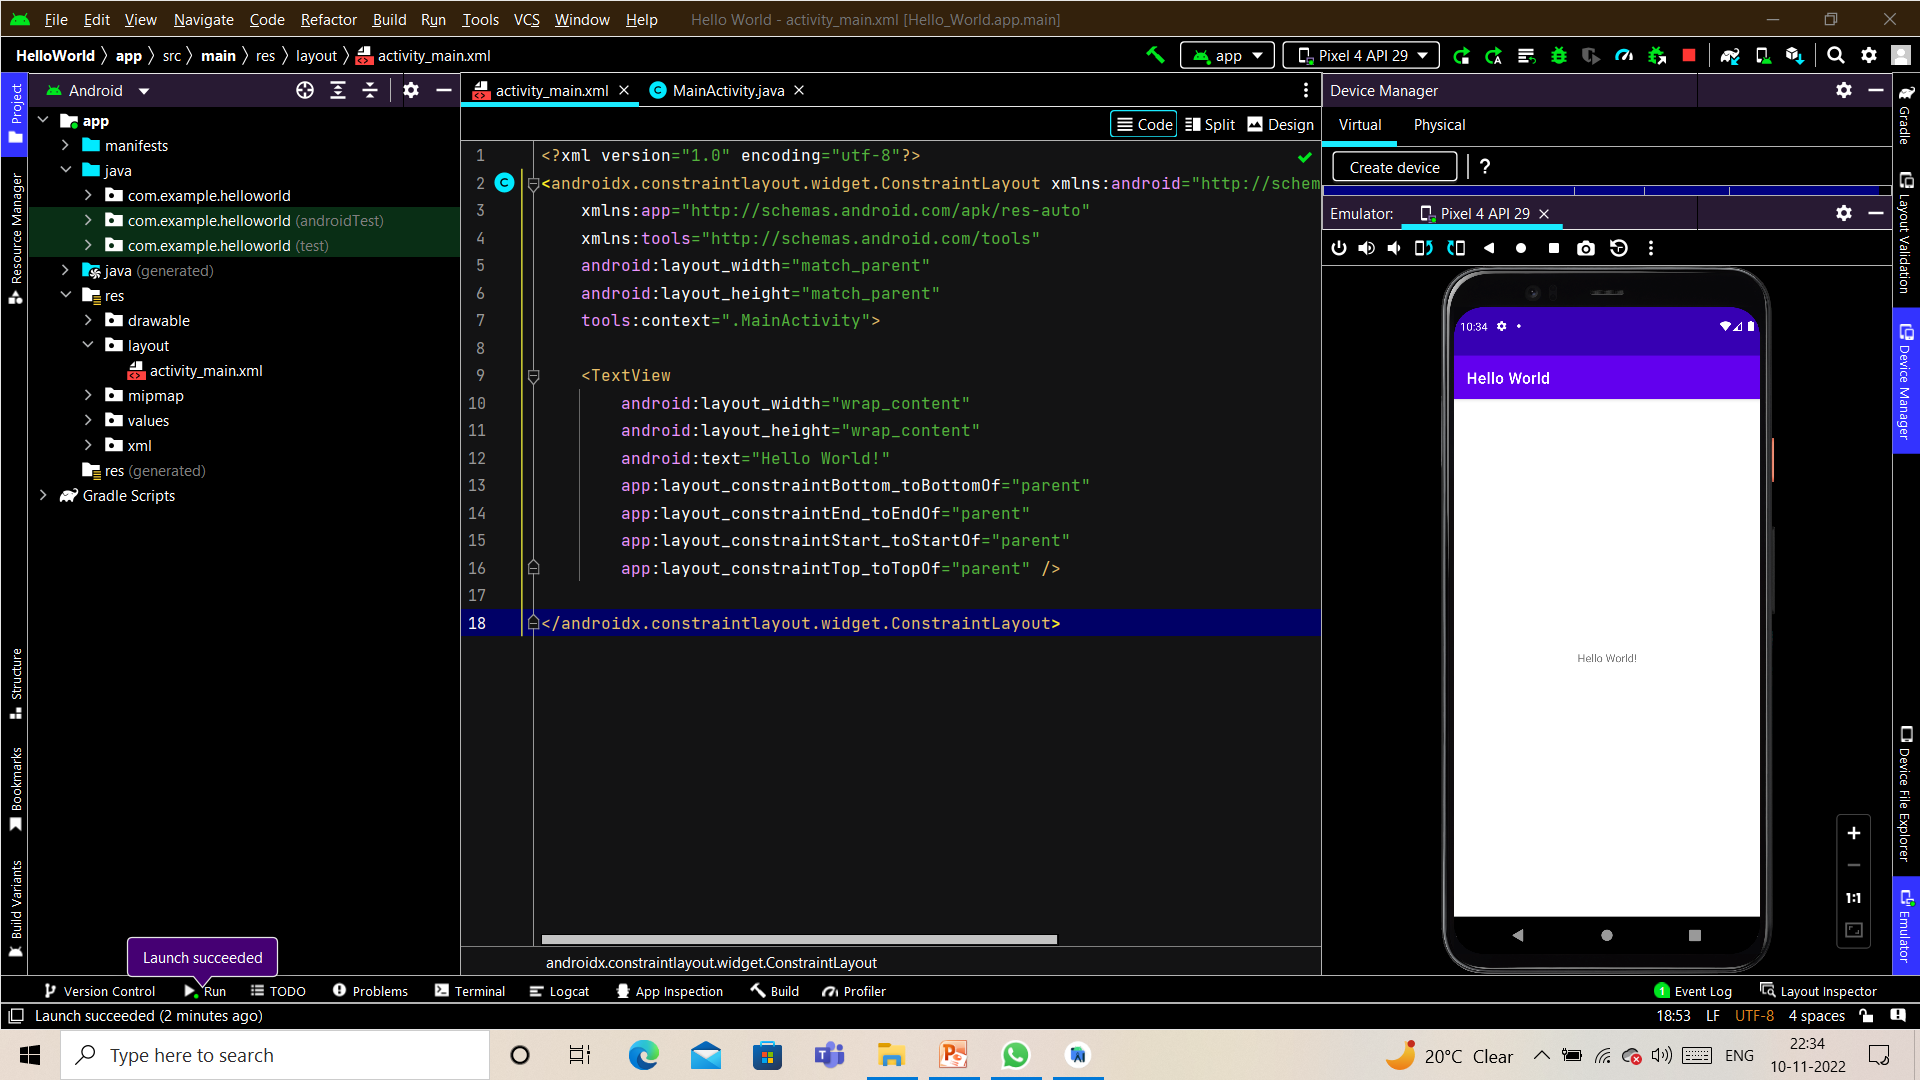 File Edit View Navigate Code Refactor Build Run Tools VCS Window Help Hello World - activity_main.xml [Hello_World.app.main]
HelloWorld app src main res layout activity_main.xml app Pixel 4 API 29
Project
Resource Manager
Structure
Bookmarks
Build Variants
Android
app
manifests
java
com.example.helloworld
com.example.helloworld (androidTest)
com.example.helloworld (test)
java (generated)
res
drawable
layout
activity_main.xml
mipmap
values
xml
res (generated)
Gradle Scripts
activity_main.xml MainActivity.java
Code Split Design
1 <?xml version="1.0" encoding="utf-8"?>
2 <androidx.constraintlayout.widget.ConstraintLayout xmlns:android="http://schem
3 xmlns:app="http://schemas.android.com/apk/res-auto"
4 xmlns:tools="http://schemas.android.com/tools"
5 android:layout_width="match_parent"
6 android:layout_height="match_parent"
7 tools:context=".MainActivity">
8
9 <TextView
10 android:layout_width="wrap_content"
11 android:layout_height="wrap_content"
12 android:text="Hello World!"
13 app:layout_constraintBottom_toBottomOf="parent"
14 app:layout_constraintEnd_toEndOf="parent"
15 app:layout_constraintStart_toStartOf="parent"
16 app:layout_constraintTop_toTopOf="parent" />
17
18 </androidx.constraintlayout.widget.ConstraintLayout>
androidx.constraintlayout.widget.ConstraintLayout
Device Manager
Virtual Physical
Create device ?
Emulator: Pixel 4 API 29
10:34
Hello World
Hello World!
1:1
Gradle
Layout Validation
Device Manager
Device File Explorer
Emulator
Launch succeeded
Version Control Run TODO Problems Terminal Logcat App Inspection Build Profiler 1 Event Log Layout Inspector
Launch succeeded (2 minutes ago) 18:53 LF UTF-8 4 spaces
Type here to search 20°C Clear ENG 22:34
10-11-2022